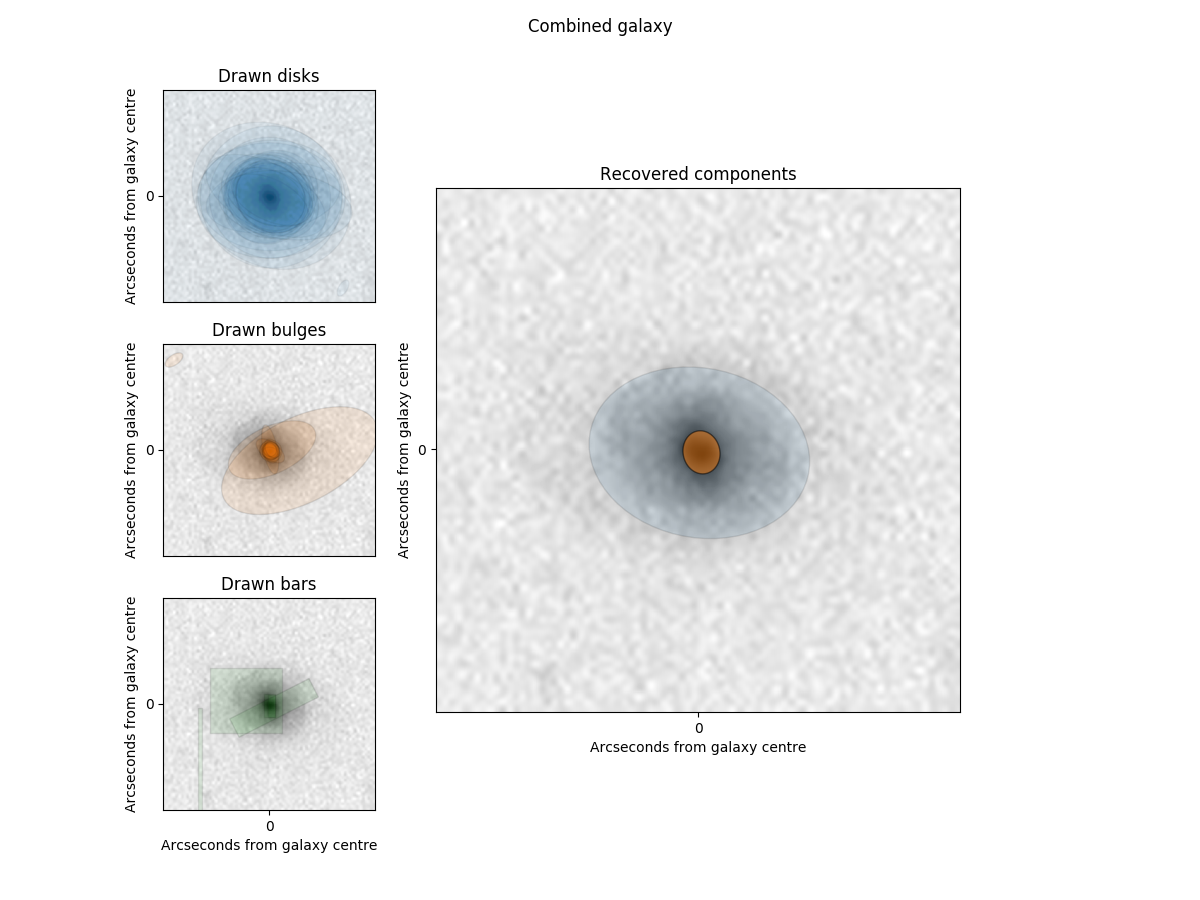 Combined galaxy
Drawn disks
Arcseconds from galaxy centre
0
Drawn bulges
Arcseconds from galaxy centre
0
Drawn bars
Arcseconds from galaxy centre
0
0
Arcseconds from galaxy centre
Recovered components
Arcseconds from galaxy centre
0
0
Arcseconds from galaxy centre